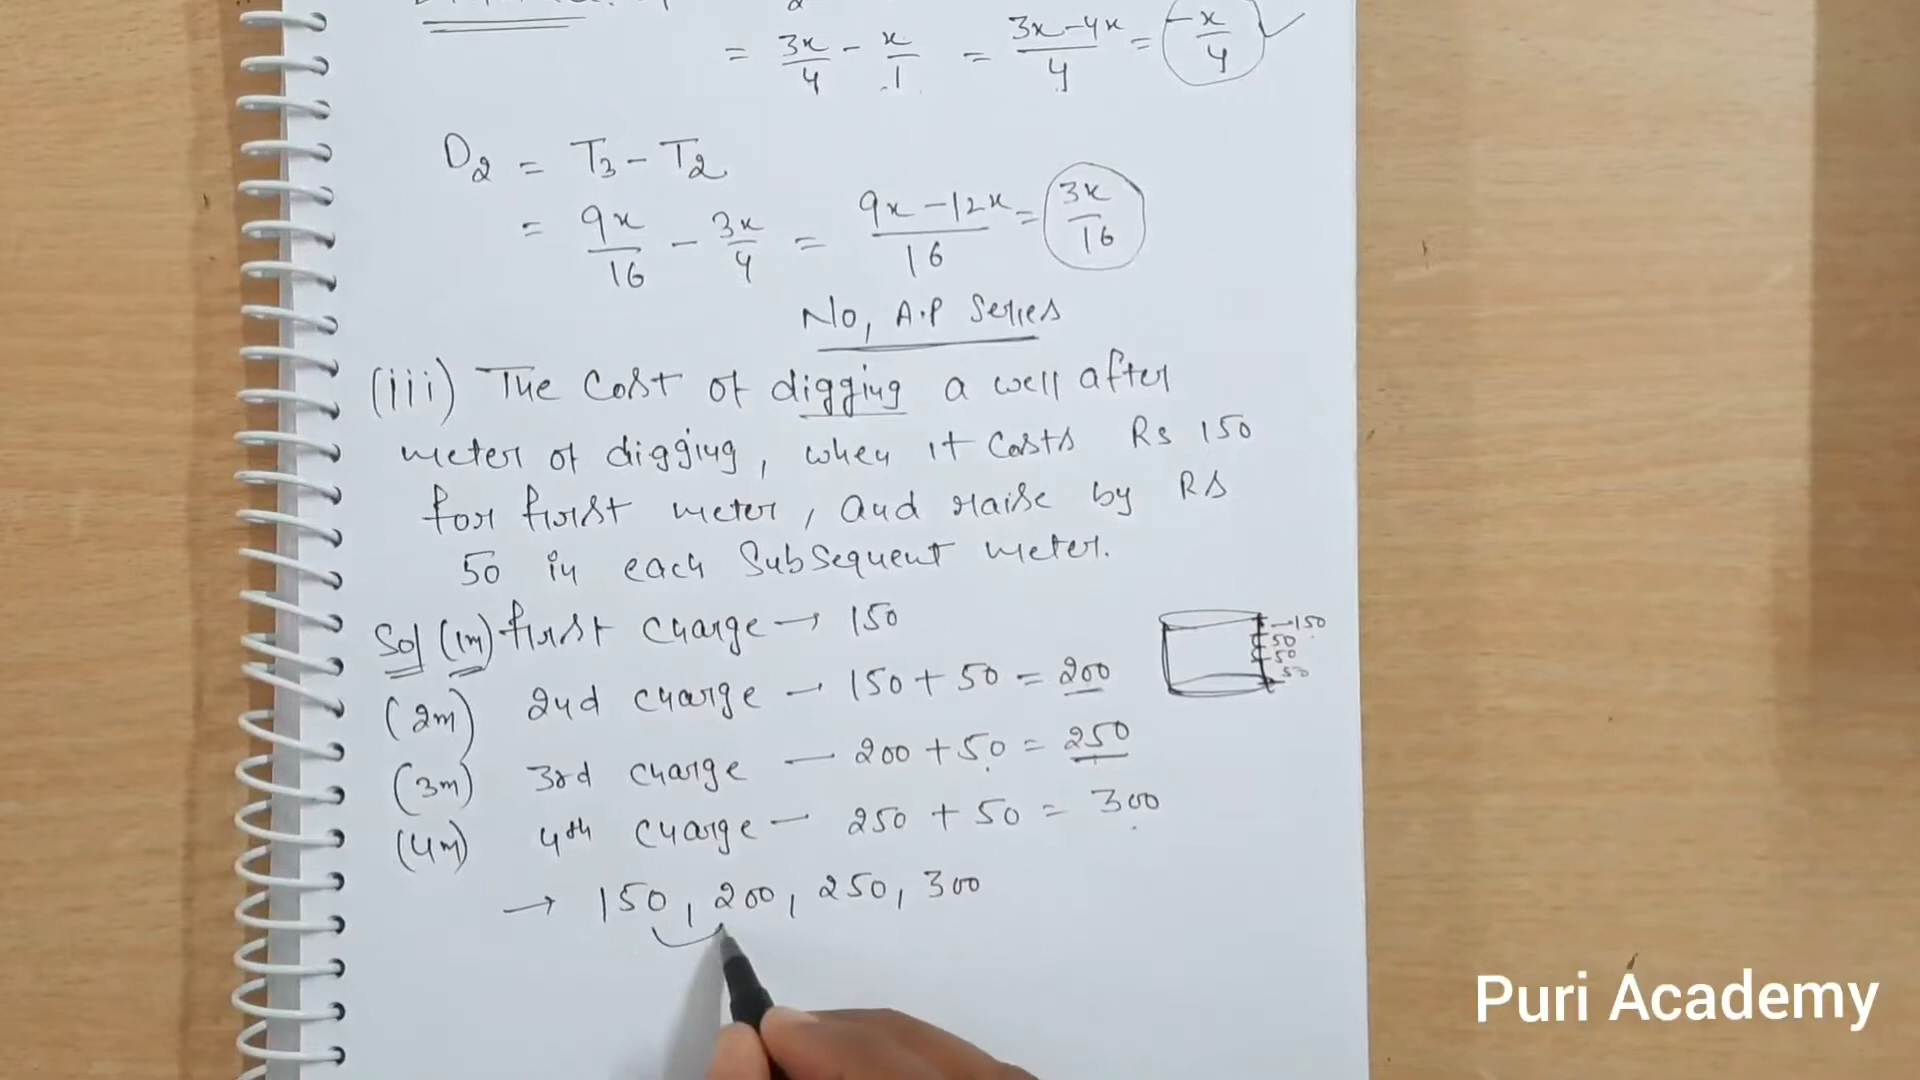 = 3x/4 - x/1 = 3x-4x/4 = -x/4
D2 = T3 - T2
= 9x/16 - 3x/4 = 9x-12x/16 = 3x/16
No, A.P Series
(iii) The Cost of digging a well after
meter of digging, when it Costs Rs 150
for first meter, and raise by Rs
50 in each Subsequent meter.
Sol (1m) first charge → 150
(2m) 2nd charge — 150 + 50 = 200
(3m) 3rd charge — 200 + 50 = 250
(4m) 4th charge — 250 + 50 = 300
→ 150, 200, 250, 300
150
50
50
50
Puri Academy